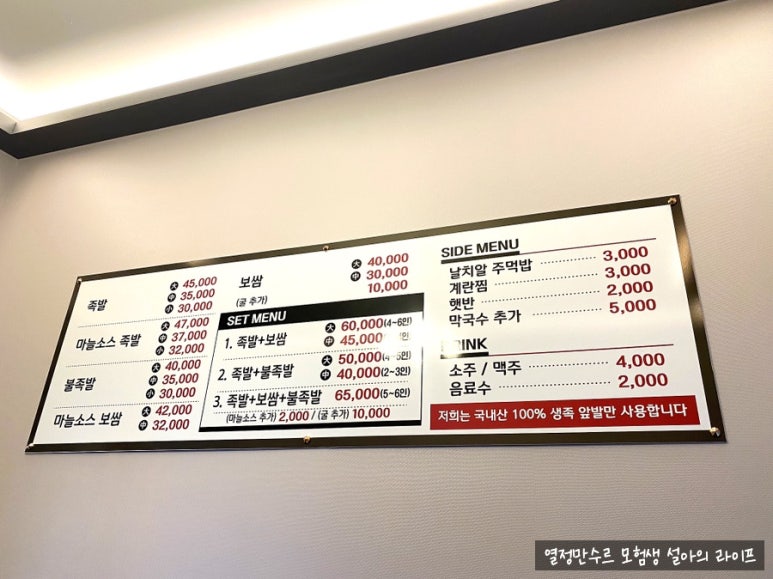 족발 大 45,000
中 35,000
小 30,000
마늘소스 족발 大 47,000
中 37,000
小 32,000
불족발 大 40,000
中 35,000
小 30,000
마늘소스 보쌈 大 42,000
中 32,000
보쌈 大 40,000
中 30,000
(굴 추가) 10,000
SET MENU
1. 족발+보쌈 大 60,000(4~6인)
中 45,000
2. 족발+불족발 大 50,000
中 40,000(2~3인)
3. 족발+보쌈+불족발 65,000(5~6인)
(마늘소스 추가) 2,000 / (굴 추가) 10,000
SIDE MENU
날치알 주먹밥 3,000
계란찜 3,000
햇반 2,000
막국수 추가 5,000
소주 / 맥주 4,000
음료수 2,000
저희는 국내산 100% 생족 앞발만 사용합니다
열정만수르 모험생 설아의 라이프